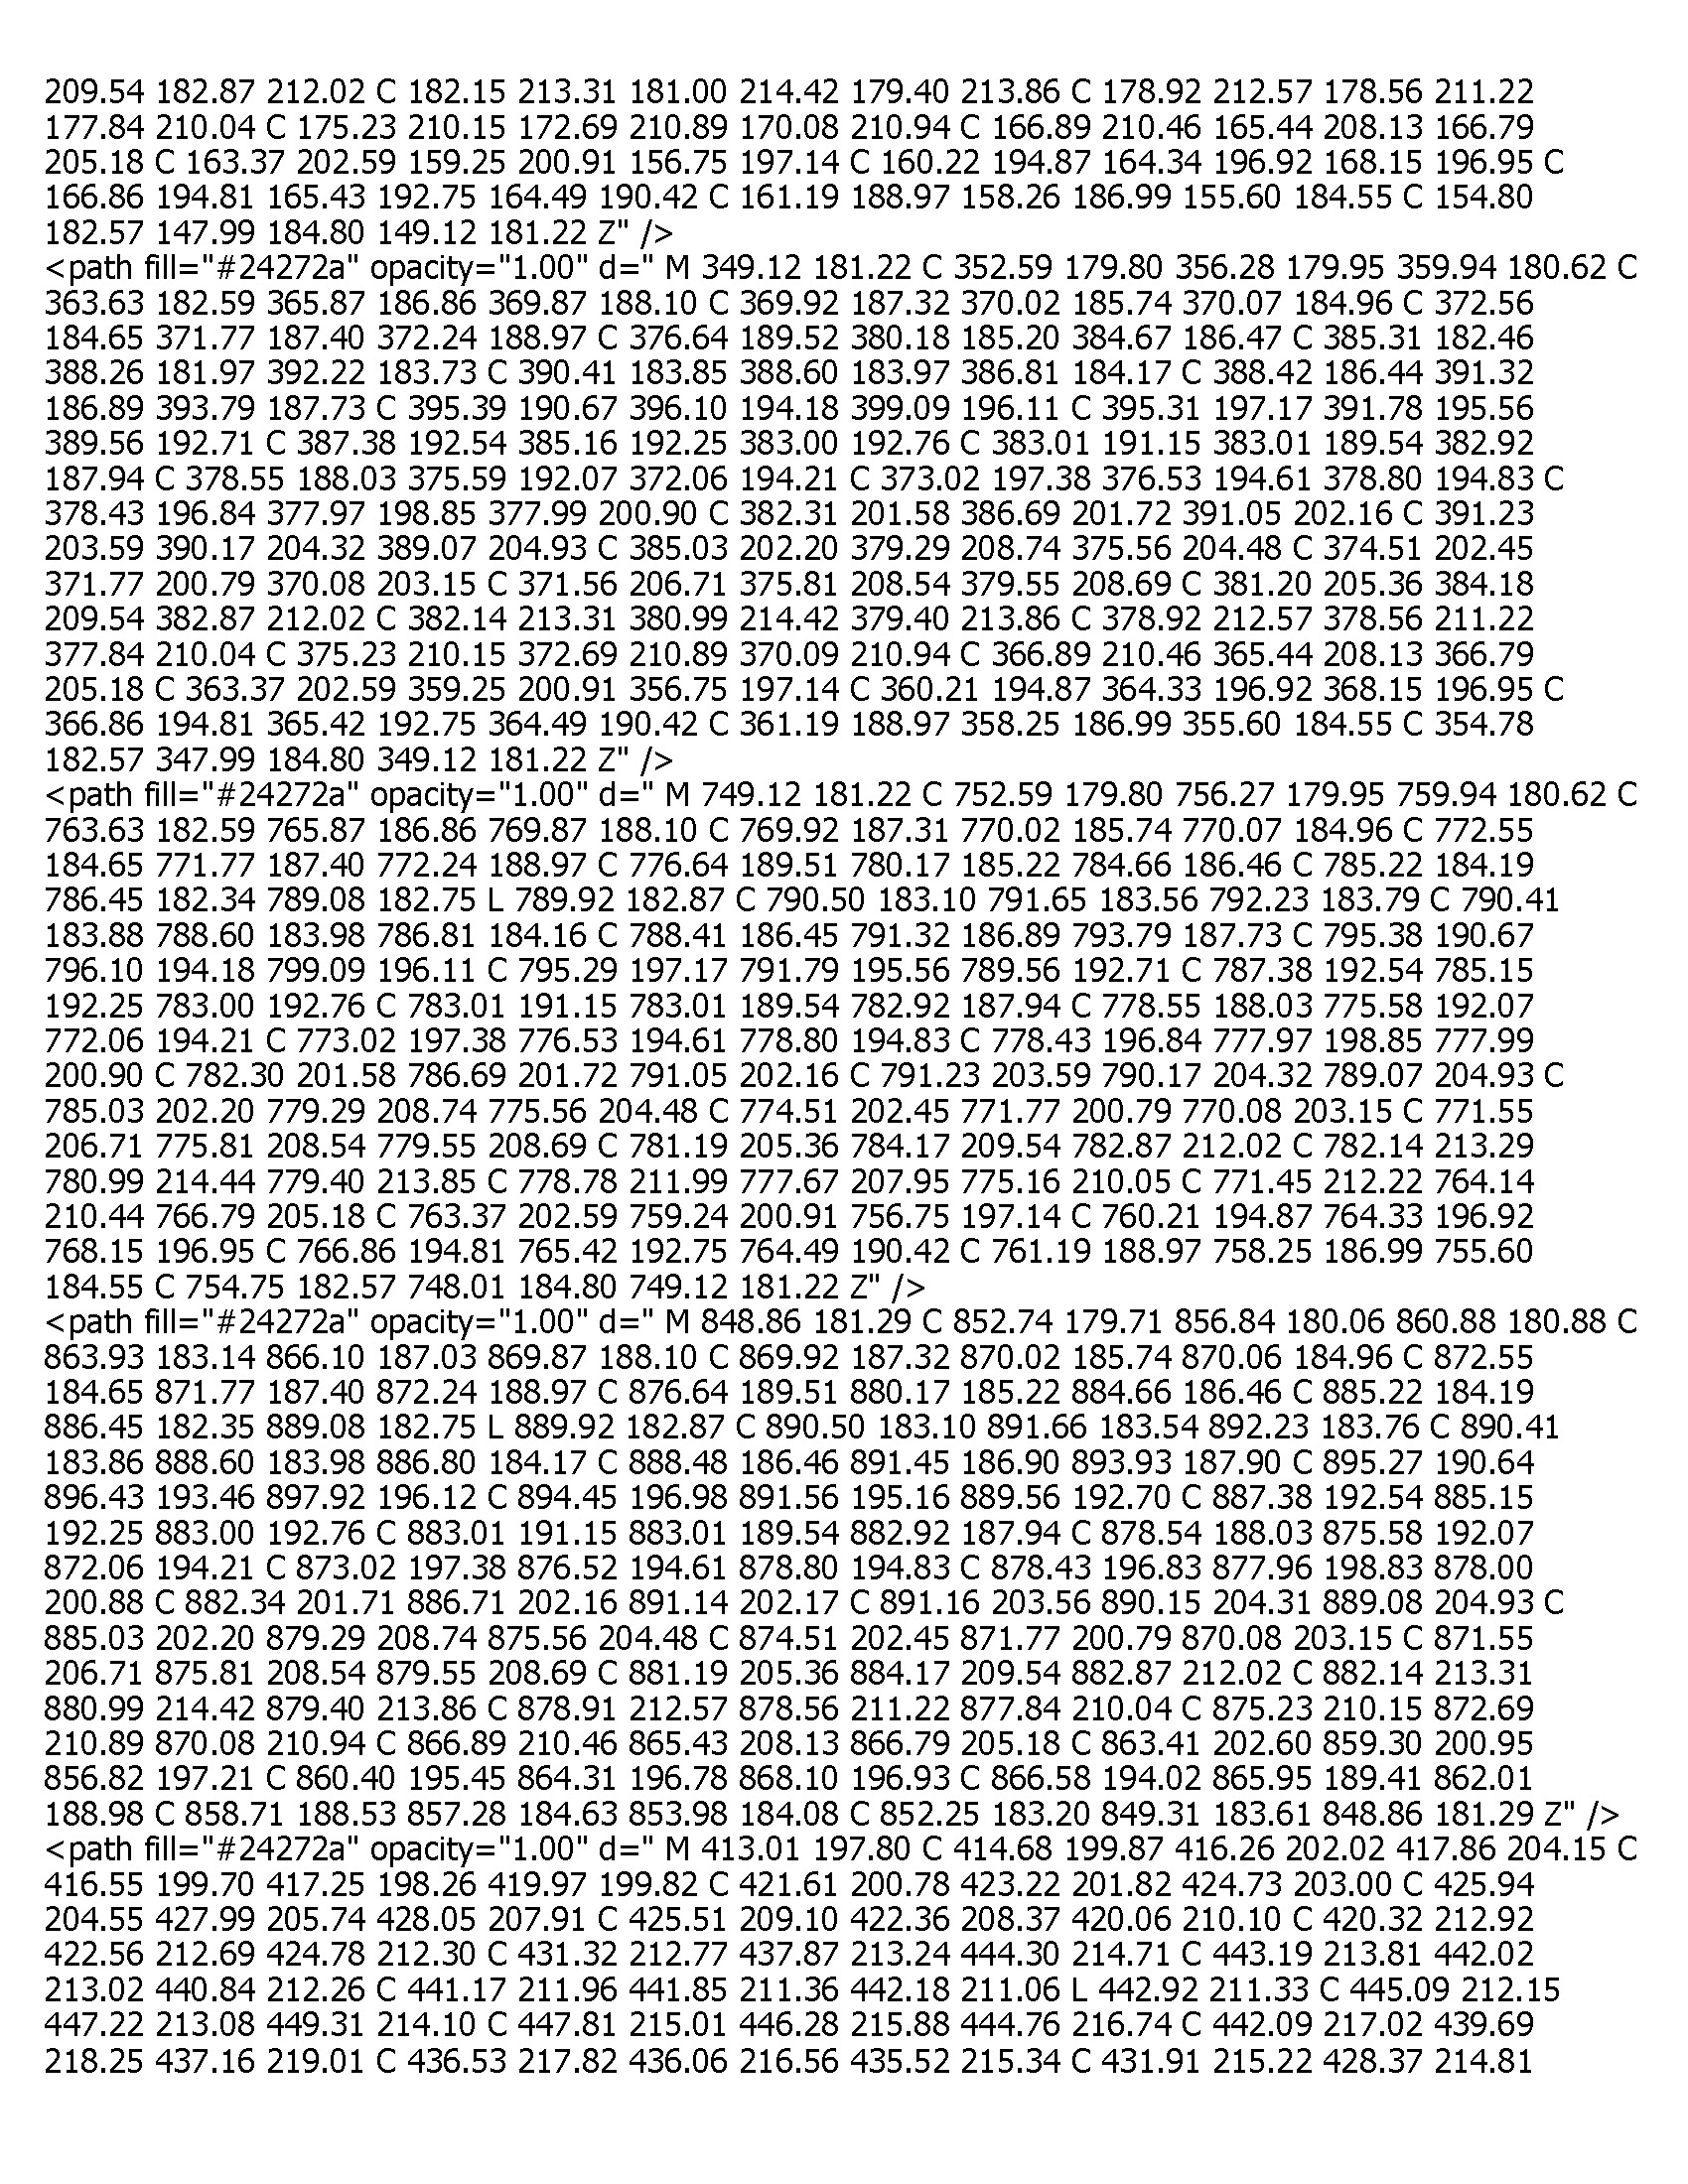 209.54 182.87 212.02 C 182.15 213.31 181.00 214.42 179.40 213.86 C 178.92 212.57 178.56 211.22
177.84 210.04 C 175.23 210.15 172.69 210.89 170.08 210.94 C 166.89 210.46 165.44 208.13 166.79
205.18 C 163.37 202.59 159.25 200.91 156.75 197.14 C 160.22 194.87 164.34 196.92 168.15 196.95 C
166.86 194.81 165.43 192.75 164.49 190.42 C 161.19 188.97 158.26 186.99 155.60 184.55 C 154.80
182.57 147.99 184.80 149.12 181.22 Z" />
<path fill="#24272a" opacity="1.00" d=" M 349.12 181.22 C 352.59 179.80 356.28 179.95 359.94 180.62 C
363.63 182.59 365.87 186.86 369.87 188.10 C 369.92 187.32 370.02 185.74 370.07 184.96 C 372.56
184.65 371.77 187.40 372.24 188.97 C 376.64 189.52 380.18 185.20 384.67 186.47 C 385.31 182.46
388.26 181.97 392.22 183.73 C 390.41 183.85 388.60 183.97 386.81 184.17 C 388.42 186.44 391.32
186.89 393.79 187.73 C 395.39 190.67 396.10 194.18 399.09 196.11 C 395.31 197.17 391.78 195.56
389.56 192.71 C 387.38 192.54 385.16 192.25 383.00 192.76 C 383.01 191.15 383.01 189.54 382.92
187.94 C 378.55 188.03 375.59 192.07 372.06 194.21 C 373.02 197.38 376.53 194.61 378.80 194.83 C
378.43 196.84 377.97 198.85 377.99 200.90 C 382.31 201.58 386.69 201.72 391.05 202.16 C 391.23
203.59 390.17 204.32 389.07 204.93 C 385.03 202.20 379.29 208.74 375.56 204.48 C 374.51 202.45
371.77 200.79 370.08 203.15 C 371.56 206.71 375.81 208.54 379.55 208.69 C 381.20 205.36 384.18
209.54 382.87 212.02 C 382.14 213.31 380.99 214.42 379.40 213.86 C 378.92 212.57 378.56 211.22
377.84 210.04 C 375.23 210.15 372.69 210.89 370.09 210.94 C 366.89 210.46 365.44 208.13 366.79
205.18 C 363.37 202.59 359.25 200.91 356.75 197.14 C 360.21 194.87 364.33 196.92 368.15 196.95 C
366.86 194.81 365.42 192.75 364.49 190.42 C 361.19 188.97 358.25 186.99 355.60 184.55 C 354.78
182.57 347.99 184.80 349.12 181.22 Z" />
<path fill="#24272a" opacity="1.00" d=" M 749.12 181.22 C 752.59 179.80 756.27 179.95 759.94 180.62 C
763.63 182.59 765.87 186.86 769.87 188.10 C 769.92 187.31 770.02 185.74 770.07 184.96 C 772.55
184.65 771.77 187.40 772.24 188.97 C 776.64 189.51 780.17 185.22 784.66 186.46 C 785.22 184.19
786.45 182.34 789.08 182.75 L 789.92 182.87 C 790.50 183.10 791.65 183.56 792.23 183.79 C 790.41
183.88 788.60 183.98 786.81 184.16 C 788.41 186.45 791.32 186.89 793.79 187.73 C 795.38 190.67
796.10 194.18 799.09 196.11 C 795.29 197.17 791.79 195.56 789.56 192.71 C 787.38 192.54 785.15
192.25 783.00 192.76 C 783.01 191.15 783.01 189.54 782.92 187.94 C 778.55 188.03 775.58 192.07
772.06 194.21 C 773.02 197.38 776.53 194.61 778.80 194.83 C 778.43 196.84 777.97 198.85 777.99
200.90 C 782.30 201.58 786.69 201.72 791.05 202.16 C 791.23 203.59 790.17 204.32 789.07 204.93 C
785.03 202.20 779.29 208.74 775.56 204.48 C 774.51 202.45 771.77 200.79 770.08 203.15 C 771.55
206.71 775.81 208.54 779.55 208.69 C 781.19 205.36 784.17 209.54 782.87 212.02 C 782.14 213.29
780.99 214.44 779.40 213.85 C 778.78 211.99 777.67 207.95 775.16 210.05 C 771.45 212.22 764.14
210.44 766.79 205.18 C 763.37 202.59 759.24 200.91 756.75 197.14 C 760.21 194.87 764.33 196.92
768.15 196.95 C 766.86 194.81 765.42 192.75 764.49 190.42 C 761.19 188.97 758.25 186.99 755.60
184.55 C 754.75 182.57 748.01 184.80 749.12 181.22 Z" />
<path fill="#24272a" opacity="1.00" d=" M 848.86 181.29 C 852.74 179.71 856.84 180.06 860.88 180.88 C
863.93 183.14 866.10 187.03 869.87 188.10 C 869.92 187.32 870.02 185.74 870.06 184.96 C 872.55
184.65 871.77 187.40 872.24 188.97 C 876.64 189.51 880.17 185.22 884.66 186.46 C 885.22 184.19
886.45 182.35 889.08 182.75 L 889.92 182.87 C 890.50 183.10 891.66 183.54 892.23 183.76 C 890.41
183.86 888.60 183.98 886.80 184.17 C 888.48 186.46 891.45 186.90 893.93 187.90 C 895.27 190.64
896.43 193.46 897.92 196.12 C 894.45 196.98 891.56 195.16 889.56 192.70 C 887.38 192.54 885.15
192.25 883.00 192.76 C 883.01 191.15 883.01 189.54 882.92 187.94 C 878.54 188.03 875.58 192.07
872.06 194.21 C 873.02 197.38 876.52 194.61 878.80 194.83 C 878.43 196.83 877.96 198.83 878.00
200.88 C 882.34 201.71 886.71 202.16 891.14 202.17 C 891.16 203.56 890.15 204.31 889.08 204.93 C
885.03 202.20 879.29 208.74 875.56 204.48 C 874.51 202.45 871.77 200.79 870.08 203.15 C 871.55
206.71 875.81 208.54 879.55 208.69 C 881.19 205.36 884.17 209.54 882.87 212.02 C 882.14 213.31
880.99 214.42 879.40 213.86 C 878.91 212.57 878.56 211.22 877.84 210.04 C 875.23 210.15 872.69
210.89 870.08 210.94 C 866.89 210.46 865.43 208.13 866.79 205.18 C 863.41 202.60 859.30 200.95
856.82 197.21 C 860.40 195.45 864.31 196.78 868.10 196.93 C 866.58 194.02 865.95 189.41 862.01
188.98 C 858.71 188.53 857.28 184.63 853.98 184.08 C 852.25 183.20 849.31 183.61 848.86 181.29 Z" />
<path fill="#24272a" opacity="1.00" d=" M 413.01 197.80 C 414.68 199.87 416.26 202.02 417.86 204.15 C
416.55 199.70 417.25 198.26 419.97 199.82 C 421.61 200.78 423.22 201.82 424.73 203.00 C 425.94
204.55 427.99 205.74 428.05 207.91 C 425.51 209.10 422.36 208.37 420.06 210.10 C 420.32 212.92
422.56 212.69 424.78 212.30 C 431.32 212.77 437.87 213.24 444.30 214.71 C 443.19 213.81 442.02
213.02 440.84 212.26 C 441.17 211.96 441.85 211.36 442.18 211.06 L 442.92 211.33 C 445.09 212.15
447.22 213.08 449.31 214.10 C 447.81 215.01 446.28 215.88 444.76 216.74 C 442.09 217.02 439.69
218.25 437.16 219.01 C 436.53 217.82 436.06 216.56 435.52 215.34 C 431.91 215.22 428.37 214.81